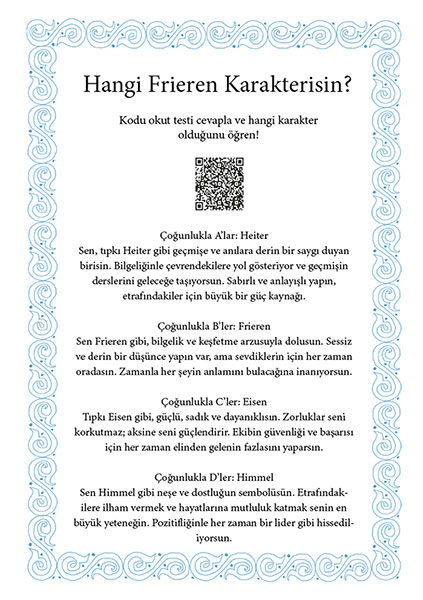 Hangi Frieren Karakterisin?
Kodu okut testi cevapla ve hangi karakter
olduğunu öğren!
Çoğunlukla A'lar: Heiter
Sen, tıpkı Heiter gibi geçmişe ve anılara derin bir saygı duyan
birisin. Bilgeliğinle çevrendekilere yol gösteriyor ve geçmişin
derslerini geleceğe taşıyorsun. Sabırlı ve anlayışlı yapın,
etrafındakiler için büyük bir güç kaynağı.
Çoğunlukla B'ler: Frieren
Sen Frieren gibi, bilgelik ve keşfetme arzusuyla dolusun. Sessiz
ve derin bir düşünce yapın var, ama sevdiklerin için her zaman
oradasın. Zamanla her şeyin anlamını bulacağına inanıyorsun.
Çoğunlukla C'ler: Eisen
Tıpkı Eisen gibi, güçlü, sadık ve dayanıklısın. Zorluklar seni
korkutmaz; aksine seni güçlendirir. Ekibin güvenliği ve başarısı
için her zaman elinden gelenin fazlasını yaparsın.
Çoğunlukla D'ler: Himmel
Sen Himmel gibi neşe ve dostluğun sembolüsün. Etrafındak-
ilere ilham vermek ve hayatlarına mutluluk katmak senin en
büyük yeteneğin. Pozitifliğinle her zaman bir lider gibi hissedil-
iyorsun.